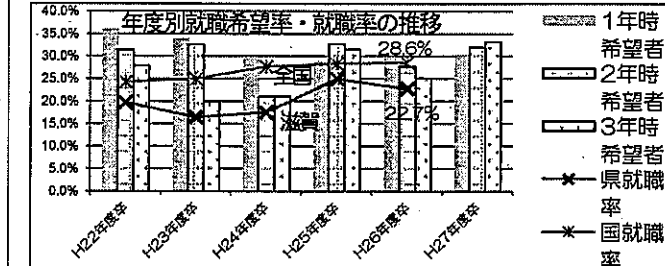 年度別就職希望率・就職率の推移
40.0%
35.0%
30.0%
25.0%
20.0%
15.0%
10.0%
5.0%
0.0%
全国
滋賀
28.6%
22.7%
H22年度卒
H23年度卒
H24年度卒
H25年度卒
H26年度卒
H27年度卒
1年時
希望者
2年時
希望者
3年時
希望者
県就職
率
国就職
率